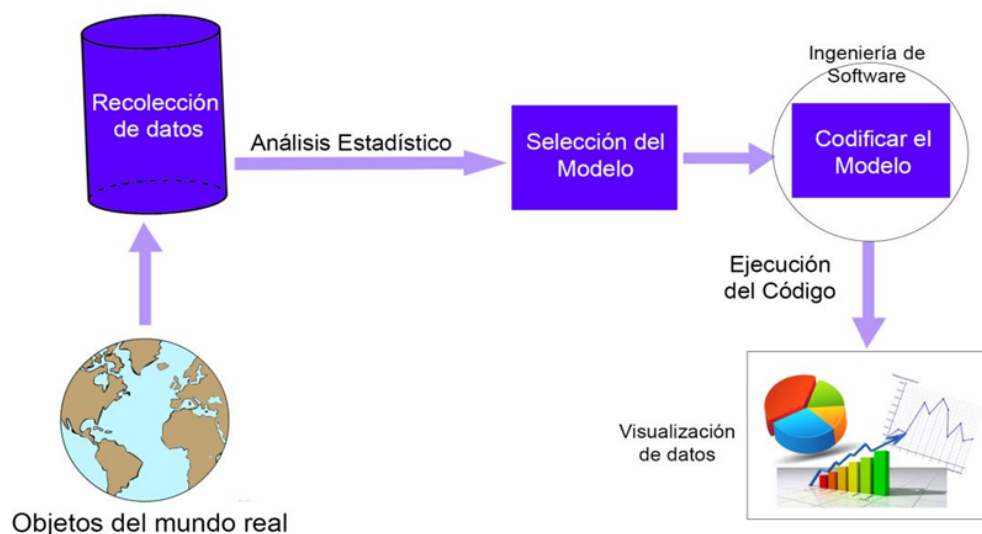 Ingeniería de
Software
Recolección
de datos
Análisis Estadístico
Selección del
Modelo
Codificar el
Modelo
Ejecución
del Código
Visualización
de datos
Objetos del mundo real